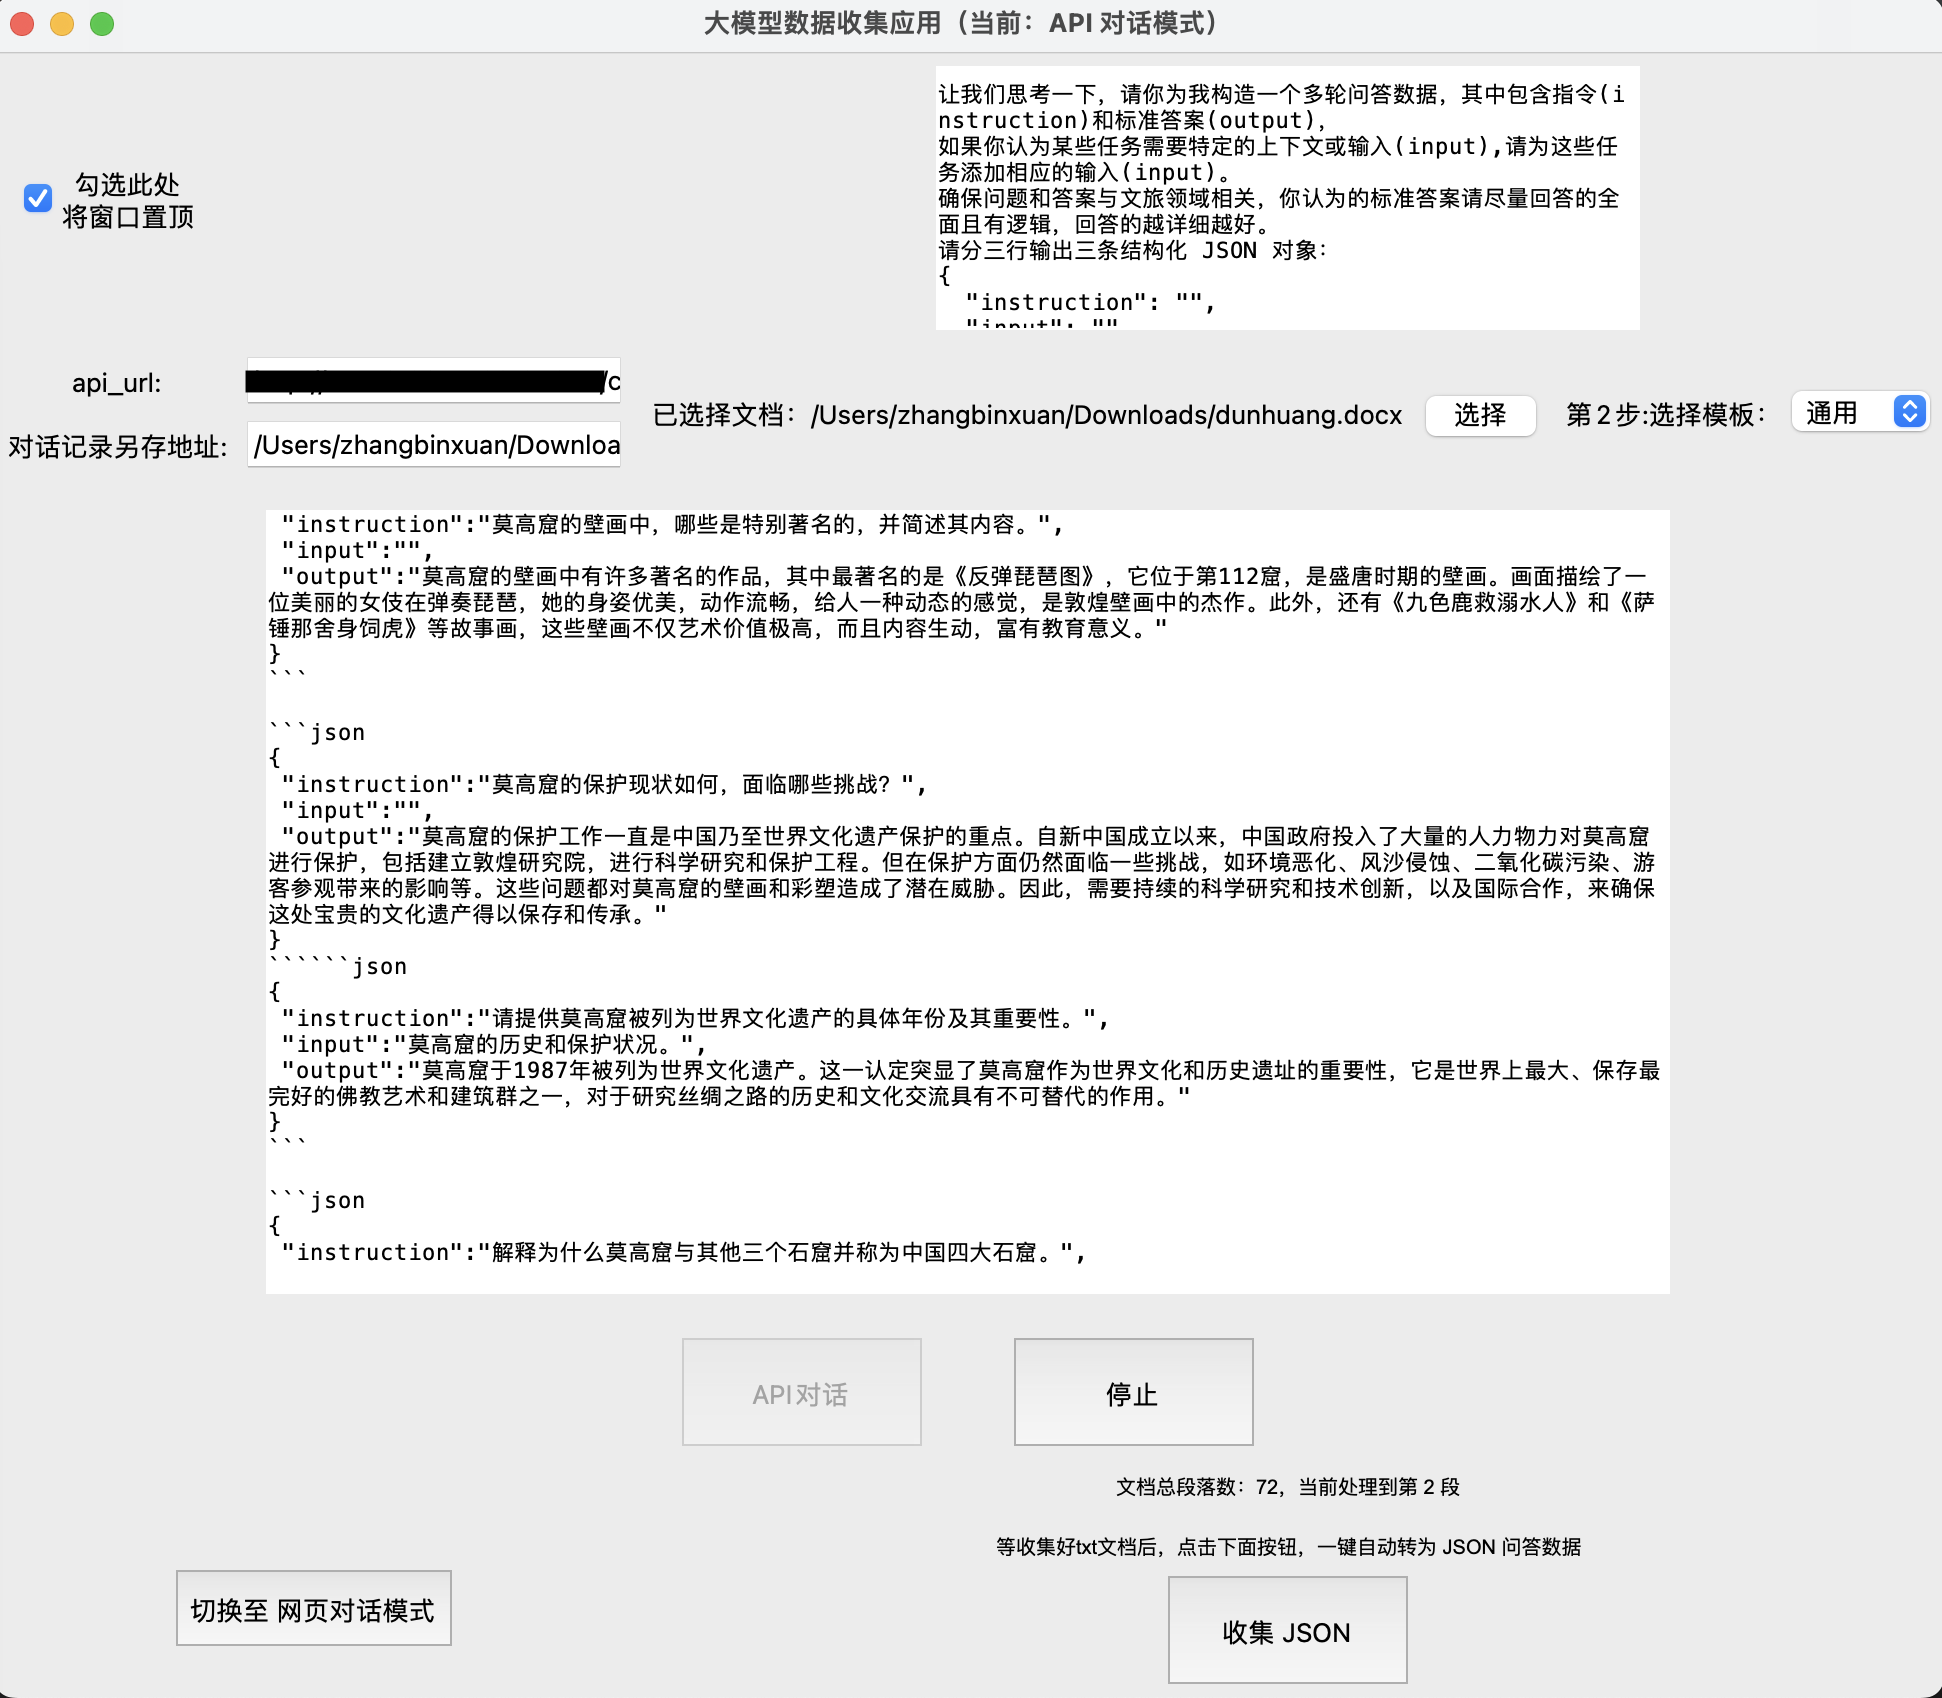 大模型数据收集应用（当前：API 对话模式）
让我们思考一下，请你为我构造一个多轮问答数据，其中包含指令(i
nstruction)和标准答案(output)，
如果你认为某些任务需要特定的上下文或输入(input),请为这些任
务添加相应的输入(input)。
确保问题和答案与文旅领域相关，你认为的标准答案请尽量回答的全
面且有逻辑，回答的越详细越好。
请分三行输出三条结构化 JSON 对象：
{
"instruction": "",
"input": ""
勾选此处
将窗口置顶
api_url:
/c
对话记录另存地址:
/Users/zhangbinxuan/Downloa
已选择文档：/Users/zhangbinxuan/Downloads/dunhuang.docx
选择
第2步:选择模板：
通用
"instruction":"莫高窟的壁画中，哪些是特别著名的，并简述其内容。",
"input":"",
"output":"莫高窟的壁画中有许多著名的作品，其中最著名的是《反弹琵琶图》，它位于第112窟，是盛唐时期的壁画。画面描绘了一
位美丽的女伎在弹奏琵琶，她的身姿优美，动作流畅，给人一种动态的感觉，是敦煌壁画中的杰作。此外，还有《九色鹿救溺水人》和《萨
锤那舍身饲虎》等故事画，这些壁画不仅艺术价值极高，而且内容生动，富有教育意义。"
}
```
```json
{
"instruction":"莫高窟的保护现状如何，面临哪些挑战？",
"input":"",
"output":"莫高窟的保护工作一直是中国乃至世界文化遗产保护的重点。自新中国成立以来，中国政府投入了大量的人力物力对莫高窟
进行保护，包括建立敦煌研究院，进行科学研究和保护工程。但在保护方面仍然面临一些挑战，如环境恶化、风沙侵蚀、二氧化碳污染、游
客参观带来的影响等。这些问题都对莫高窟的壁画和彩塑造成了潜在威胁。因此，需要持续的科学研究和技术创新，以及国际合作，来确保
这处宝贵的文化遗产得以保存和传承。"
}
``````json
{
"instruction":"请提供莫高窟被列为世界文化遗产的具体年份及其重要性。",
"input":"莫高窟的历史和保护状况。",
"output":"莫高窟于1987年被列为世界文化遗产。这一认定突显了莫高窟作为世界文化和历史遗址的重要性，它是世界上最大、保存最
完好的佛教艺术和建筑群之一，对于研究丝绸之路的历史和文化交流具有不可替代的作用。"
}
```
```json
{
"instruction":"解释为什么莫高窟与其他三个石窟并称为中国四大石窟。",
API对话
停止
文档总段落数：72，当前处理到第 2 段
等收集好txt文档后，点击下面按钮，一键自动转为 JSON 问答数据
切换至 网页对话模式
收集 JSON